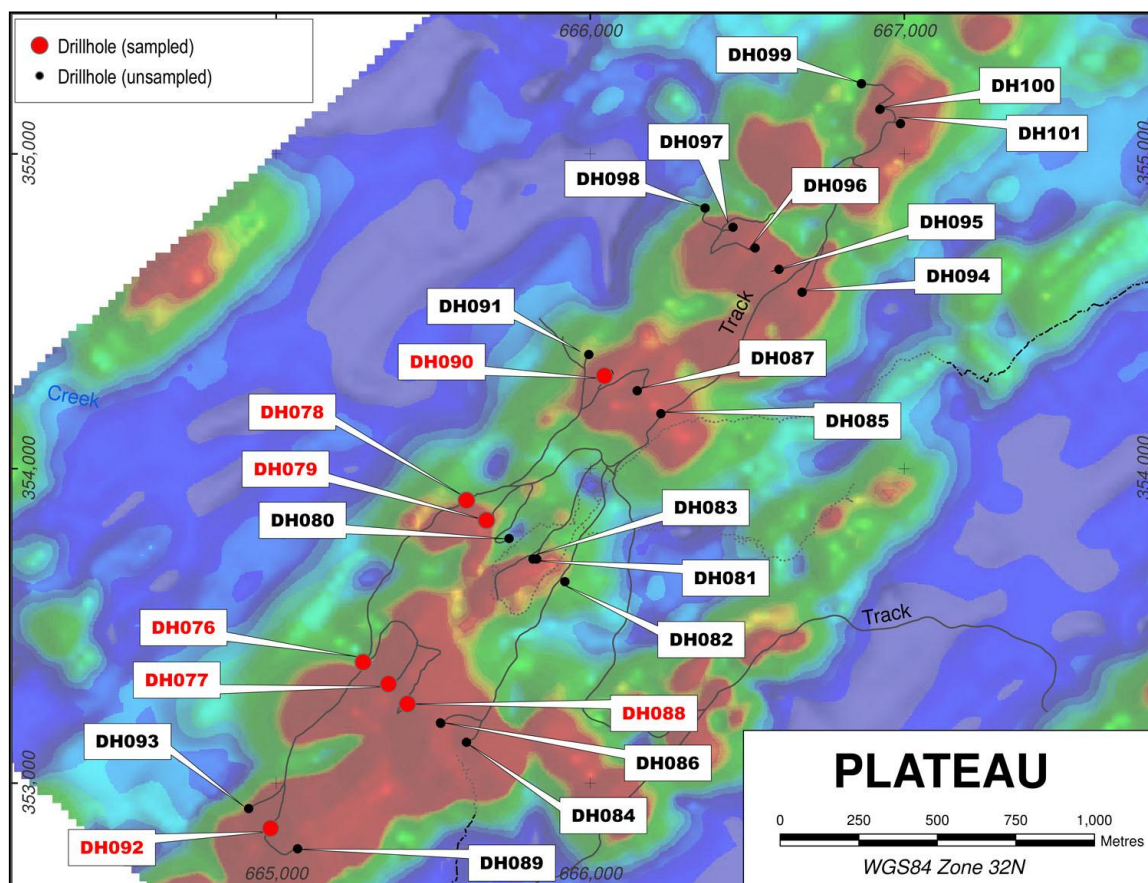 666,000
667,000
Drillhole (sampled)
Drillhole (unsampled)
DH099
DH100
DH101
355,000
355,000
DH097
DH098
DH096
DH095
DH094
DH091
Track
DH090
DH087
Creek
DH078
DH085
354,000
354,000
DH079
DH080
DH083
DH081
DH082
Track
DH076
DH077
DH088
DH093
DH086
DH084
353,000
DH092
DH089
665,000
666,000
PLATEAU
0 250 500 750 1,000
Metres
WGS84 Zone 32N